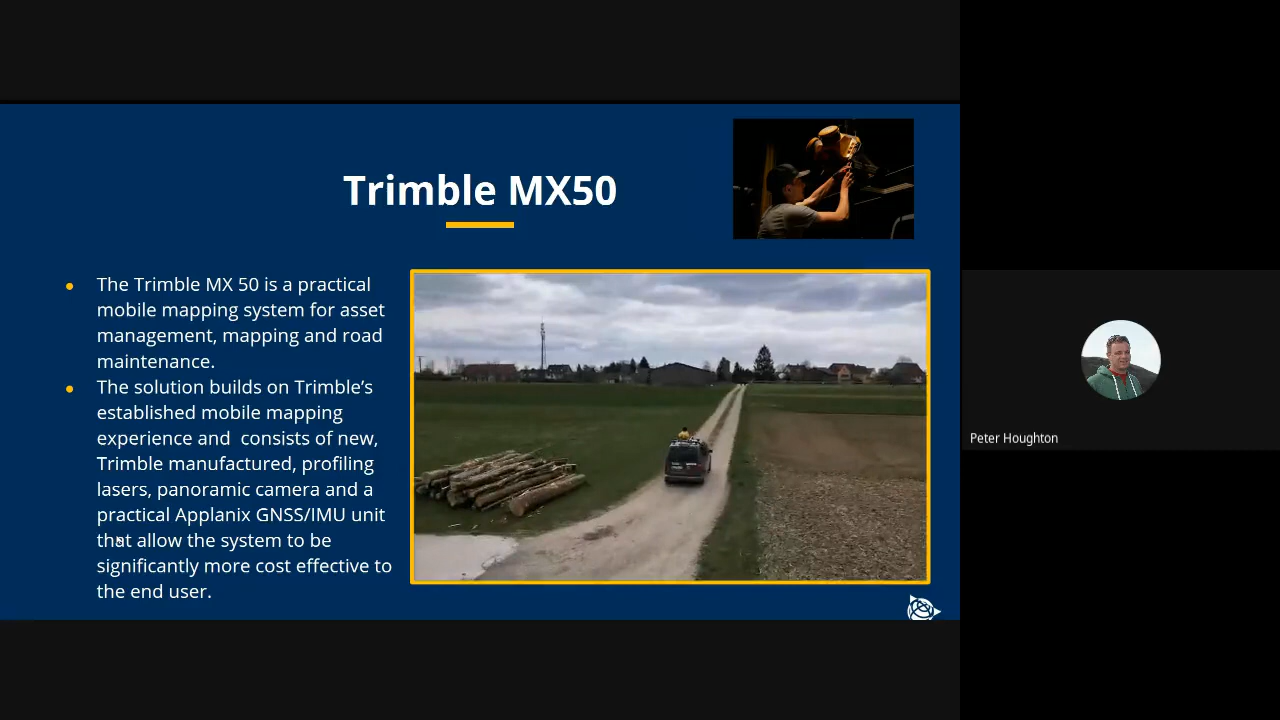 Trimble MX50
The Trimble MX 50 is a practical
mobile mapping system for asset
management, mapping and road
maintenance.
The solution builds on Trimble’s
established mobile mapping
experience and  consists of new,
Trimble manufactured, profiling
lasers, panoramic camera and a
practical Applanix GNSS/IMU unit
that allow the system to be
significantly more cost effective to
the end user.
Peter Houghton